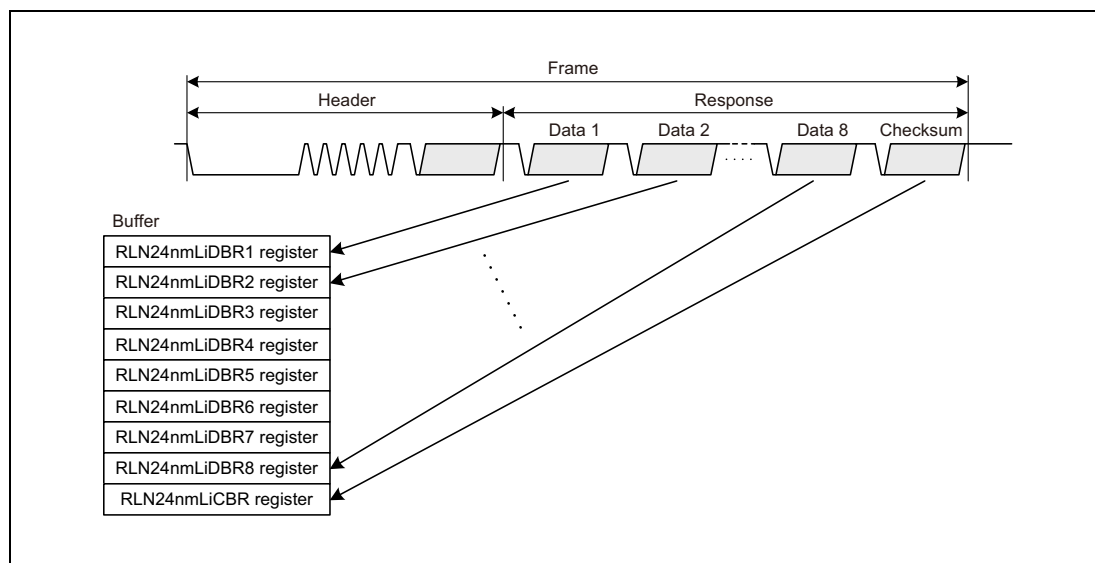 Frame
Header Response
Data 1 Data 2 Data 8 Checksum
Buffer
RLN24nmLiDBR1 register
RLN24nmLiDBR2 register
RLN24nmLiDBR3 register
RLN24nmLiDBR4 register
RLN24nmLiDBR5 register
RLN24nmLiDBR6 register
RLN24nmLiDBR7 register
RLN24nmLiDBR8 register
RLN24nmLiCBR register